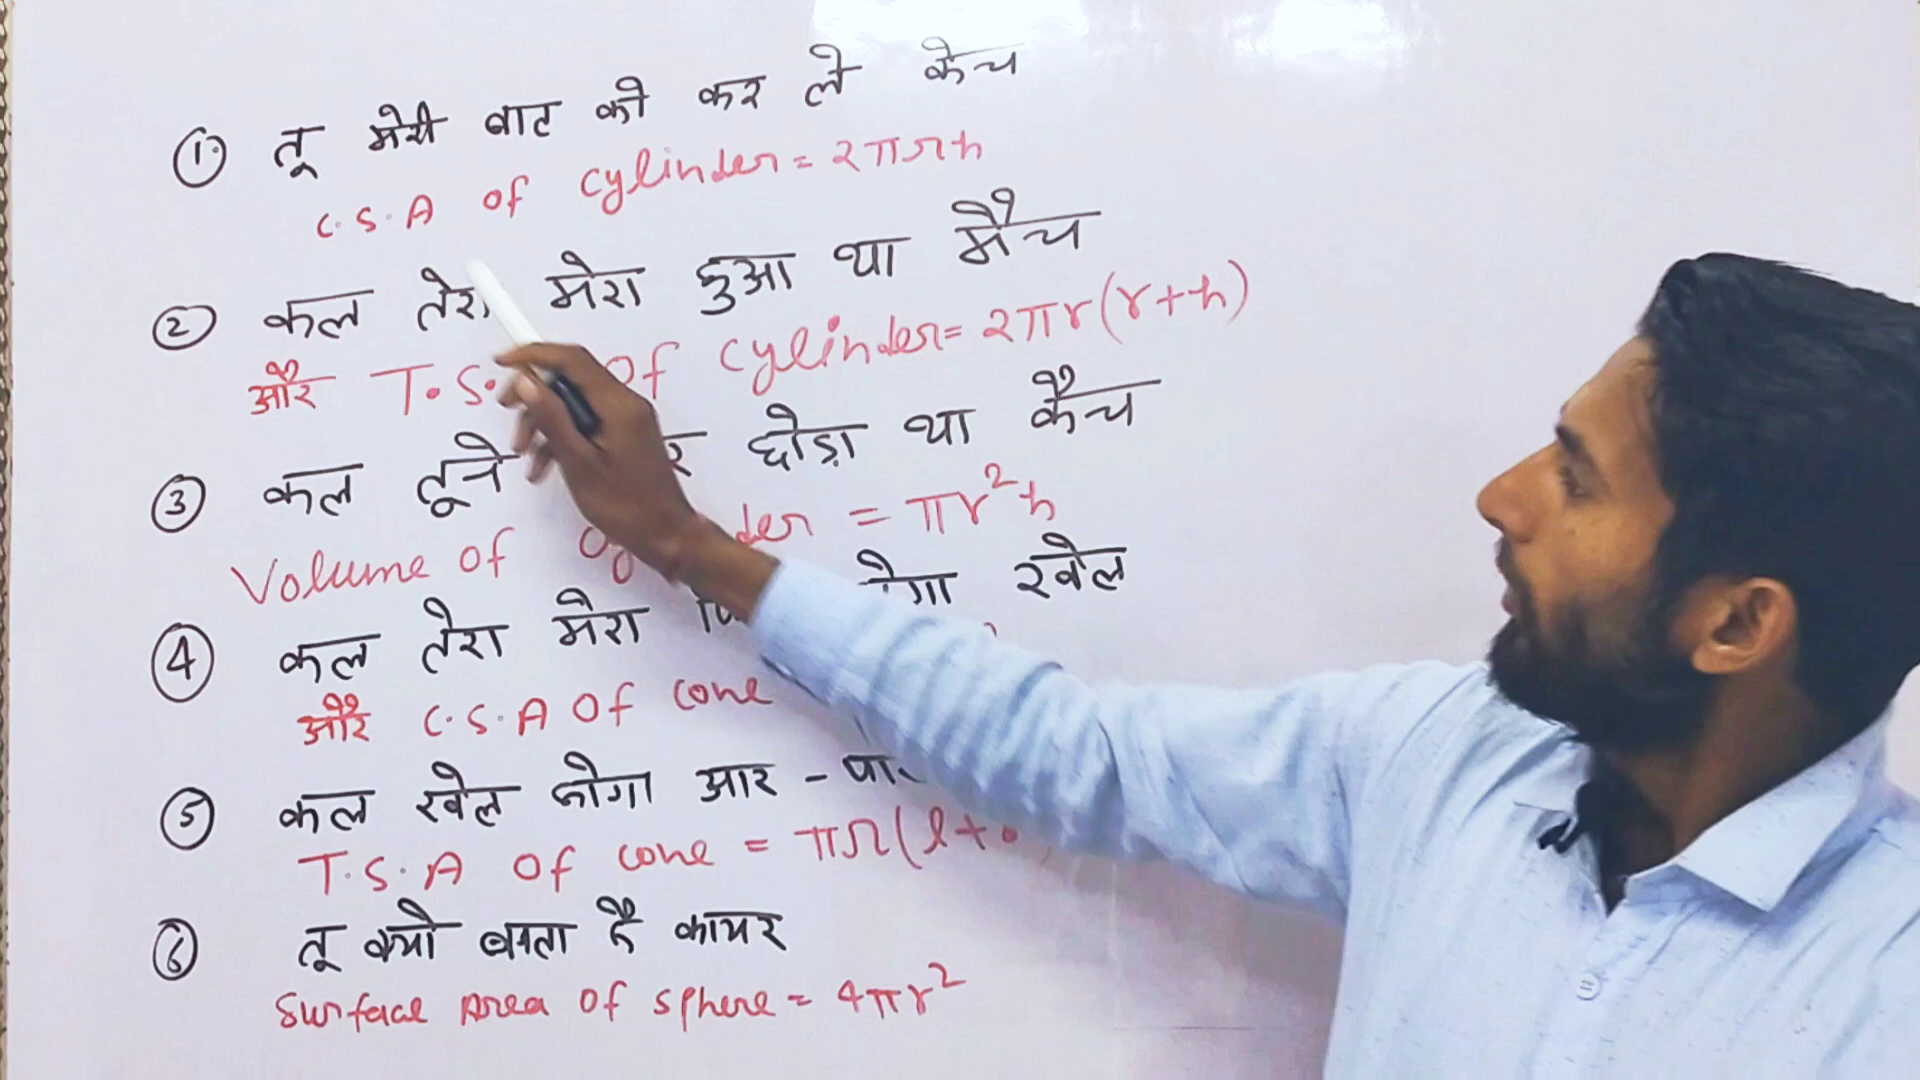 ① तू मेरी बाट को कर ले केच
C.S.A of cylinder = 2πrh
② कल तेरा मेरा हुआ था मैच
और T.S. of cylinder = 2πr(r+h)
③ कल तूने छोड़ा था कैच
Volume of = πr²h
④ कल तेरा मेरा खेल
और C.S.A of cone
⑤ कल खेल होगा आर -
T.S.A of cone = πr(l+
⑥ तू क्यों बनता है कायर
Surface Area of sphere = 4πr²